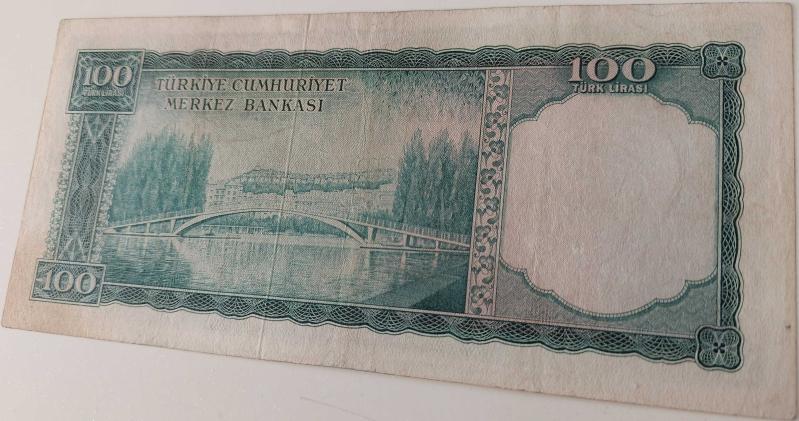 100
TÜRK LİRASI
TÜRKİYE CUMHURİYET
MERKEZ BANKASI
100
TÜRK LİRASI
100